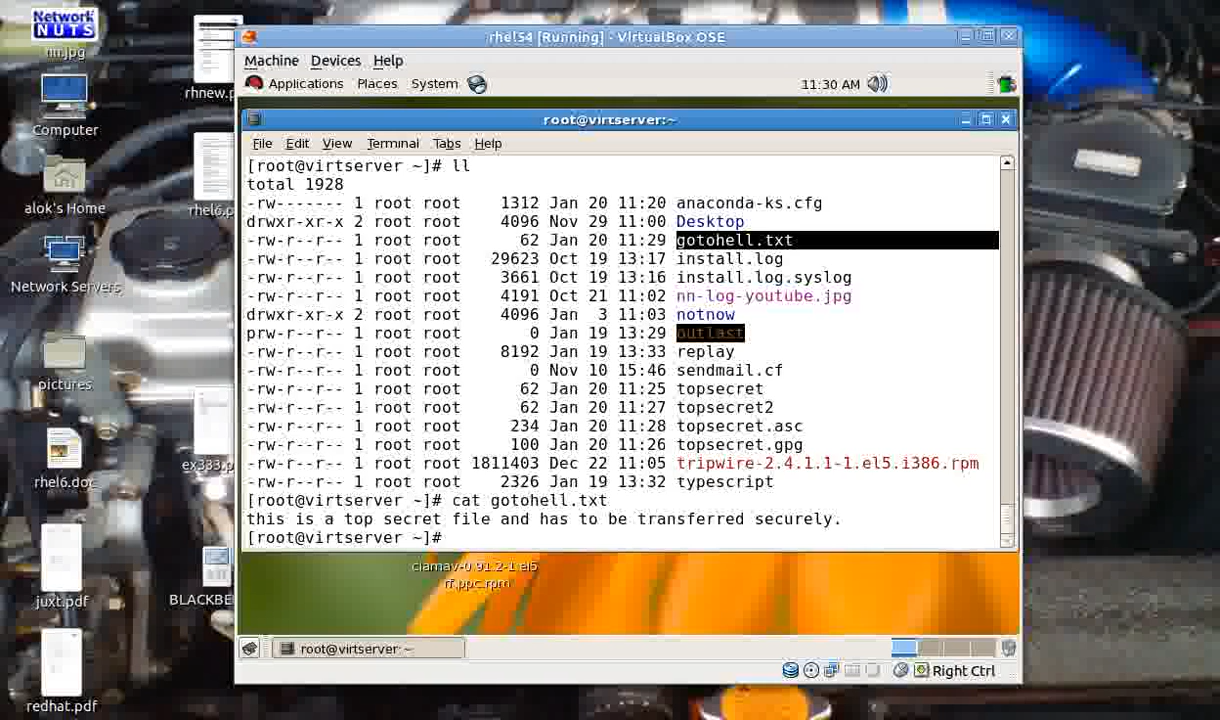 Network
NUTS
nn.jpg
Computer
alok's Home
Network Servers
pictures
rhel6.doc
juxt.pdf
redhat.pdf
rhnew.p
rhel6.p
ex333.p
BLACKBE
rhel54 [Running] - VirtualBox OSE
Machine Devices Help
Applications Places System 11:30 AM
root@virtserver:~
File Edit View Terminal Tabs Help
[root@virtserver ~]# ll
total 1928
-rw------- 1 root root 1312 Jan 20 11:20 anaconda-ks.cfg
drwxr-xr-x 2 root root 4096 Nov 29 11:00 Desktop
-rw-r--r-- 1 root root 62 Jan 20 11:29 gotohell.txt
-rw-r--r-- 1 root root 29623 Oct 19 13:17 install.log
-rw-r--r-- 1 root root 3661 Oct 19 13:16 install.log.syslog
-rw-r--r-- 1 root root 4191 Oct 21 11:02 nn-log-youtube.jpg
drwxr-xr-x 2 root root 4096 Jan 3 11:03 notnow
prw-r--r-- 1 root root 0 Jan 19 13:29 outlast
-rw-r--r-- 1 root root 8192 Jan 19 13:33 replay
-rw-r--r-- 1 root root 0 Nov 10 15:46 sendmail.cf
-rw-r--r-- 1 root root 62 Jan 20 11:25 topsecret
-rw-r--r-- 1 root root 62 Jan 20 11:27 topsecret2
-rw-r--r-- 1 root root 234 Jan 20 11:28 topsecret.asc
-rw-r--r-- 1 root root 100 Jan 20 11:26 topsecret.gpg
-rw-r--r-- 1 root root 1811403 Dec 22 11:05 tripwire-2.4.1.1-1.el5.i386.rpm
-rw-r--r-- 1 root root 2326 Jan 19 13:32 typescript
[root@virtserver ~]# cat gotohell.txt
this is a top secret file and has to be transferred securely.
[root@virtserver ~]#
clamav-0.91.2-1.el5
rf.ppc.rpm
root@virtserver:~
Right Ctrl